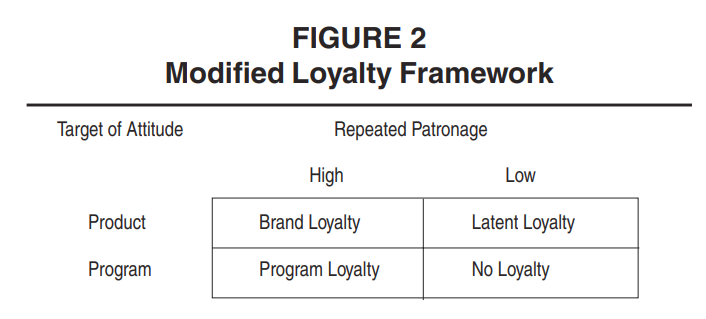 FIGURE 2
Modified Loyalty Framework
Target of Attitude Repeated Patronage
High Low
Product Brand Loyalty Latent Loyalty
Program Program Loyalty No Loyalty